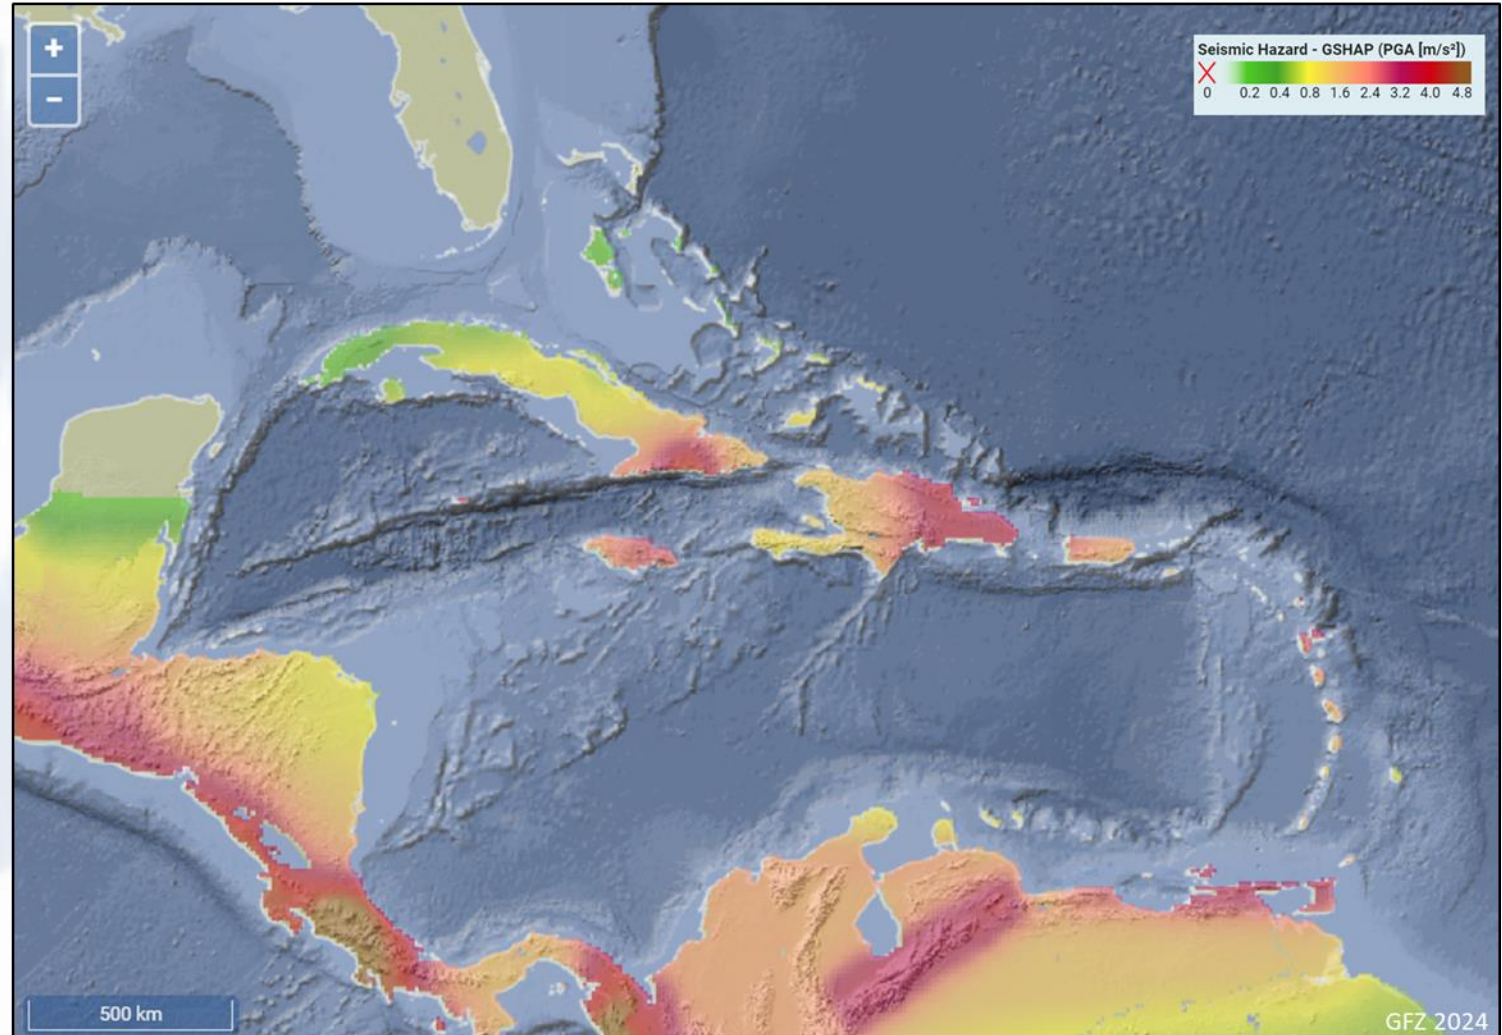 +
−
Seismic Hazard - GSHAP (PGA [m/s²])
0 0.2 0.4 0.8 1.6 2.4 3.2 4.0 4.8
500 km
GFZ 2024